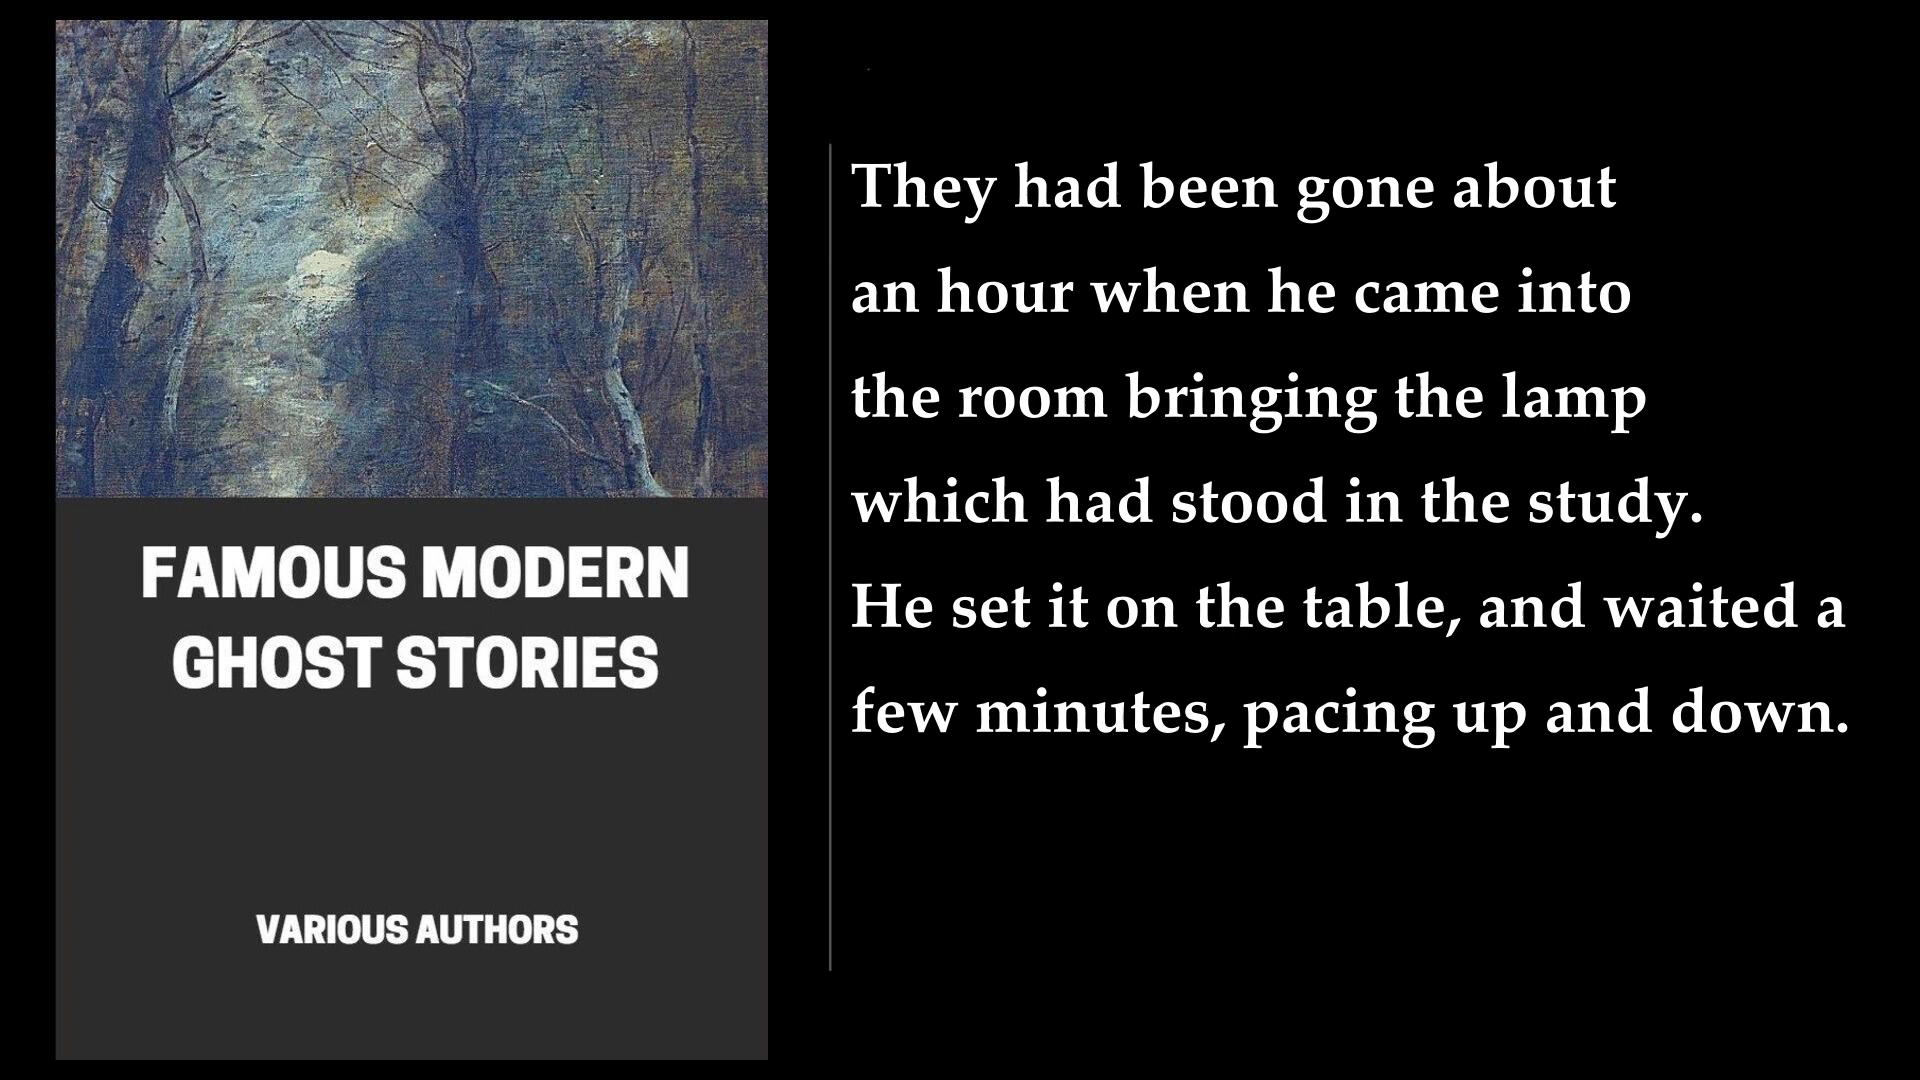 FAMOUS MODERN
GHOST STORIES
VARIOUS AUTHORS
They had been gone about
an hour when he came into
the room bringing the lamp
which had stood in the study.
He set it on the table, and waited a
few minutes, pacing up and down.